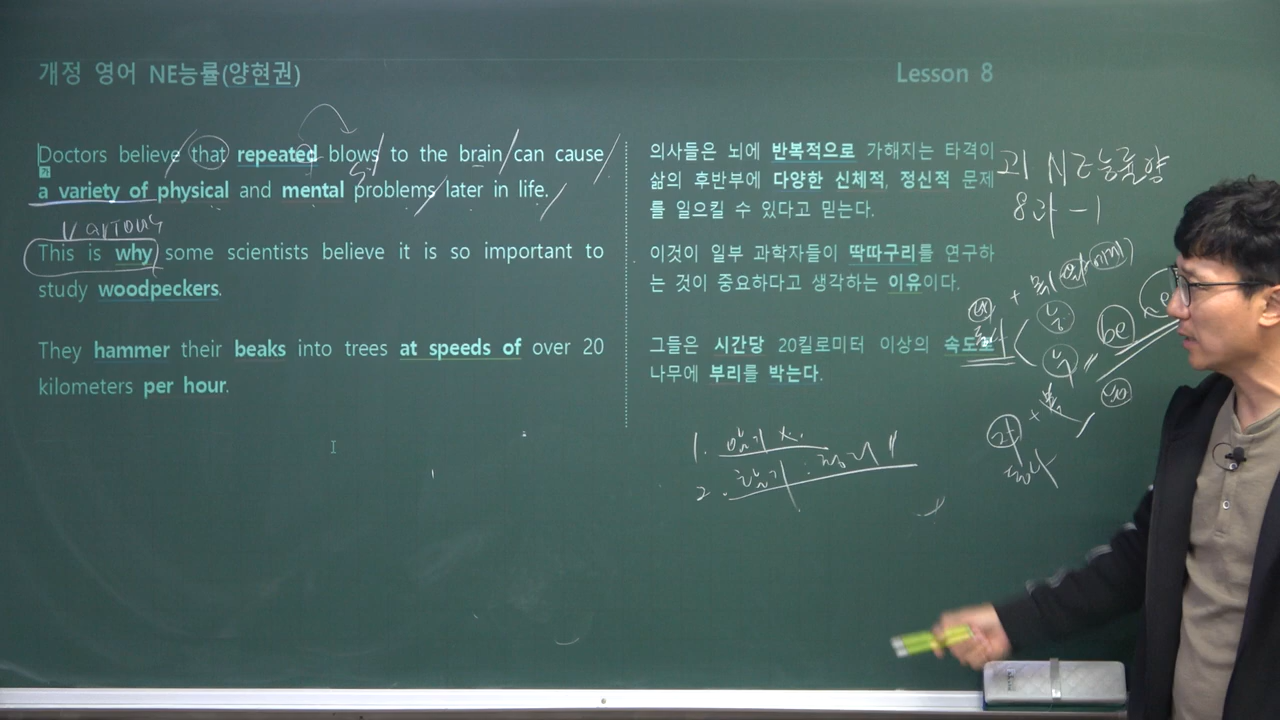 개정 영어 NE능률(양현권)
Lesson 8
Doctors believe that repeated blows to the brain can cause
a variety of physical and mental problems later in life.
various
This is why some scientists believe it is so important to
study woodpeckers.
They hammer their beaks into trees at speeds of over 20
kilometers per hour.
의사들은 뇌에 반복적으로 가해지는 타격이
삶의 후반부에 다양한 신체적, 정신적 문제
를 일으킬 수 있다고 믿는다.
이것이 일부 과학자들이 딱따구리를 연구하
는 것이 중요하다고 생각하는 이유이다.
그들은 시간당 20킬로미터 이상의 속도로
나무에 부리를 박는다.
고1 NE능률양
8과 -1
be
1. 암기 X.
2.